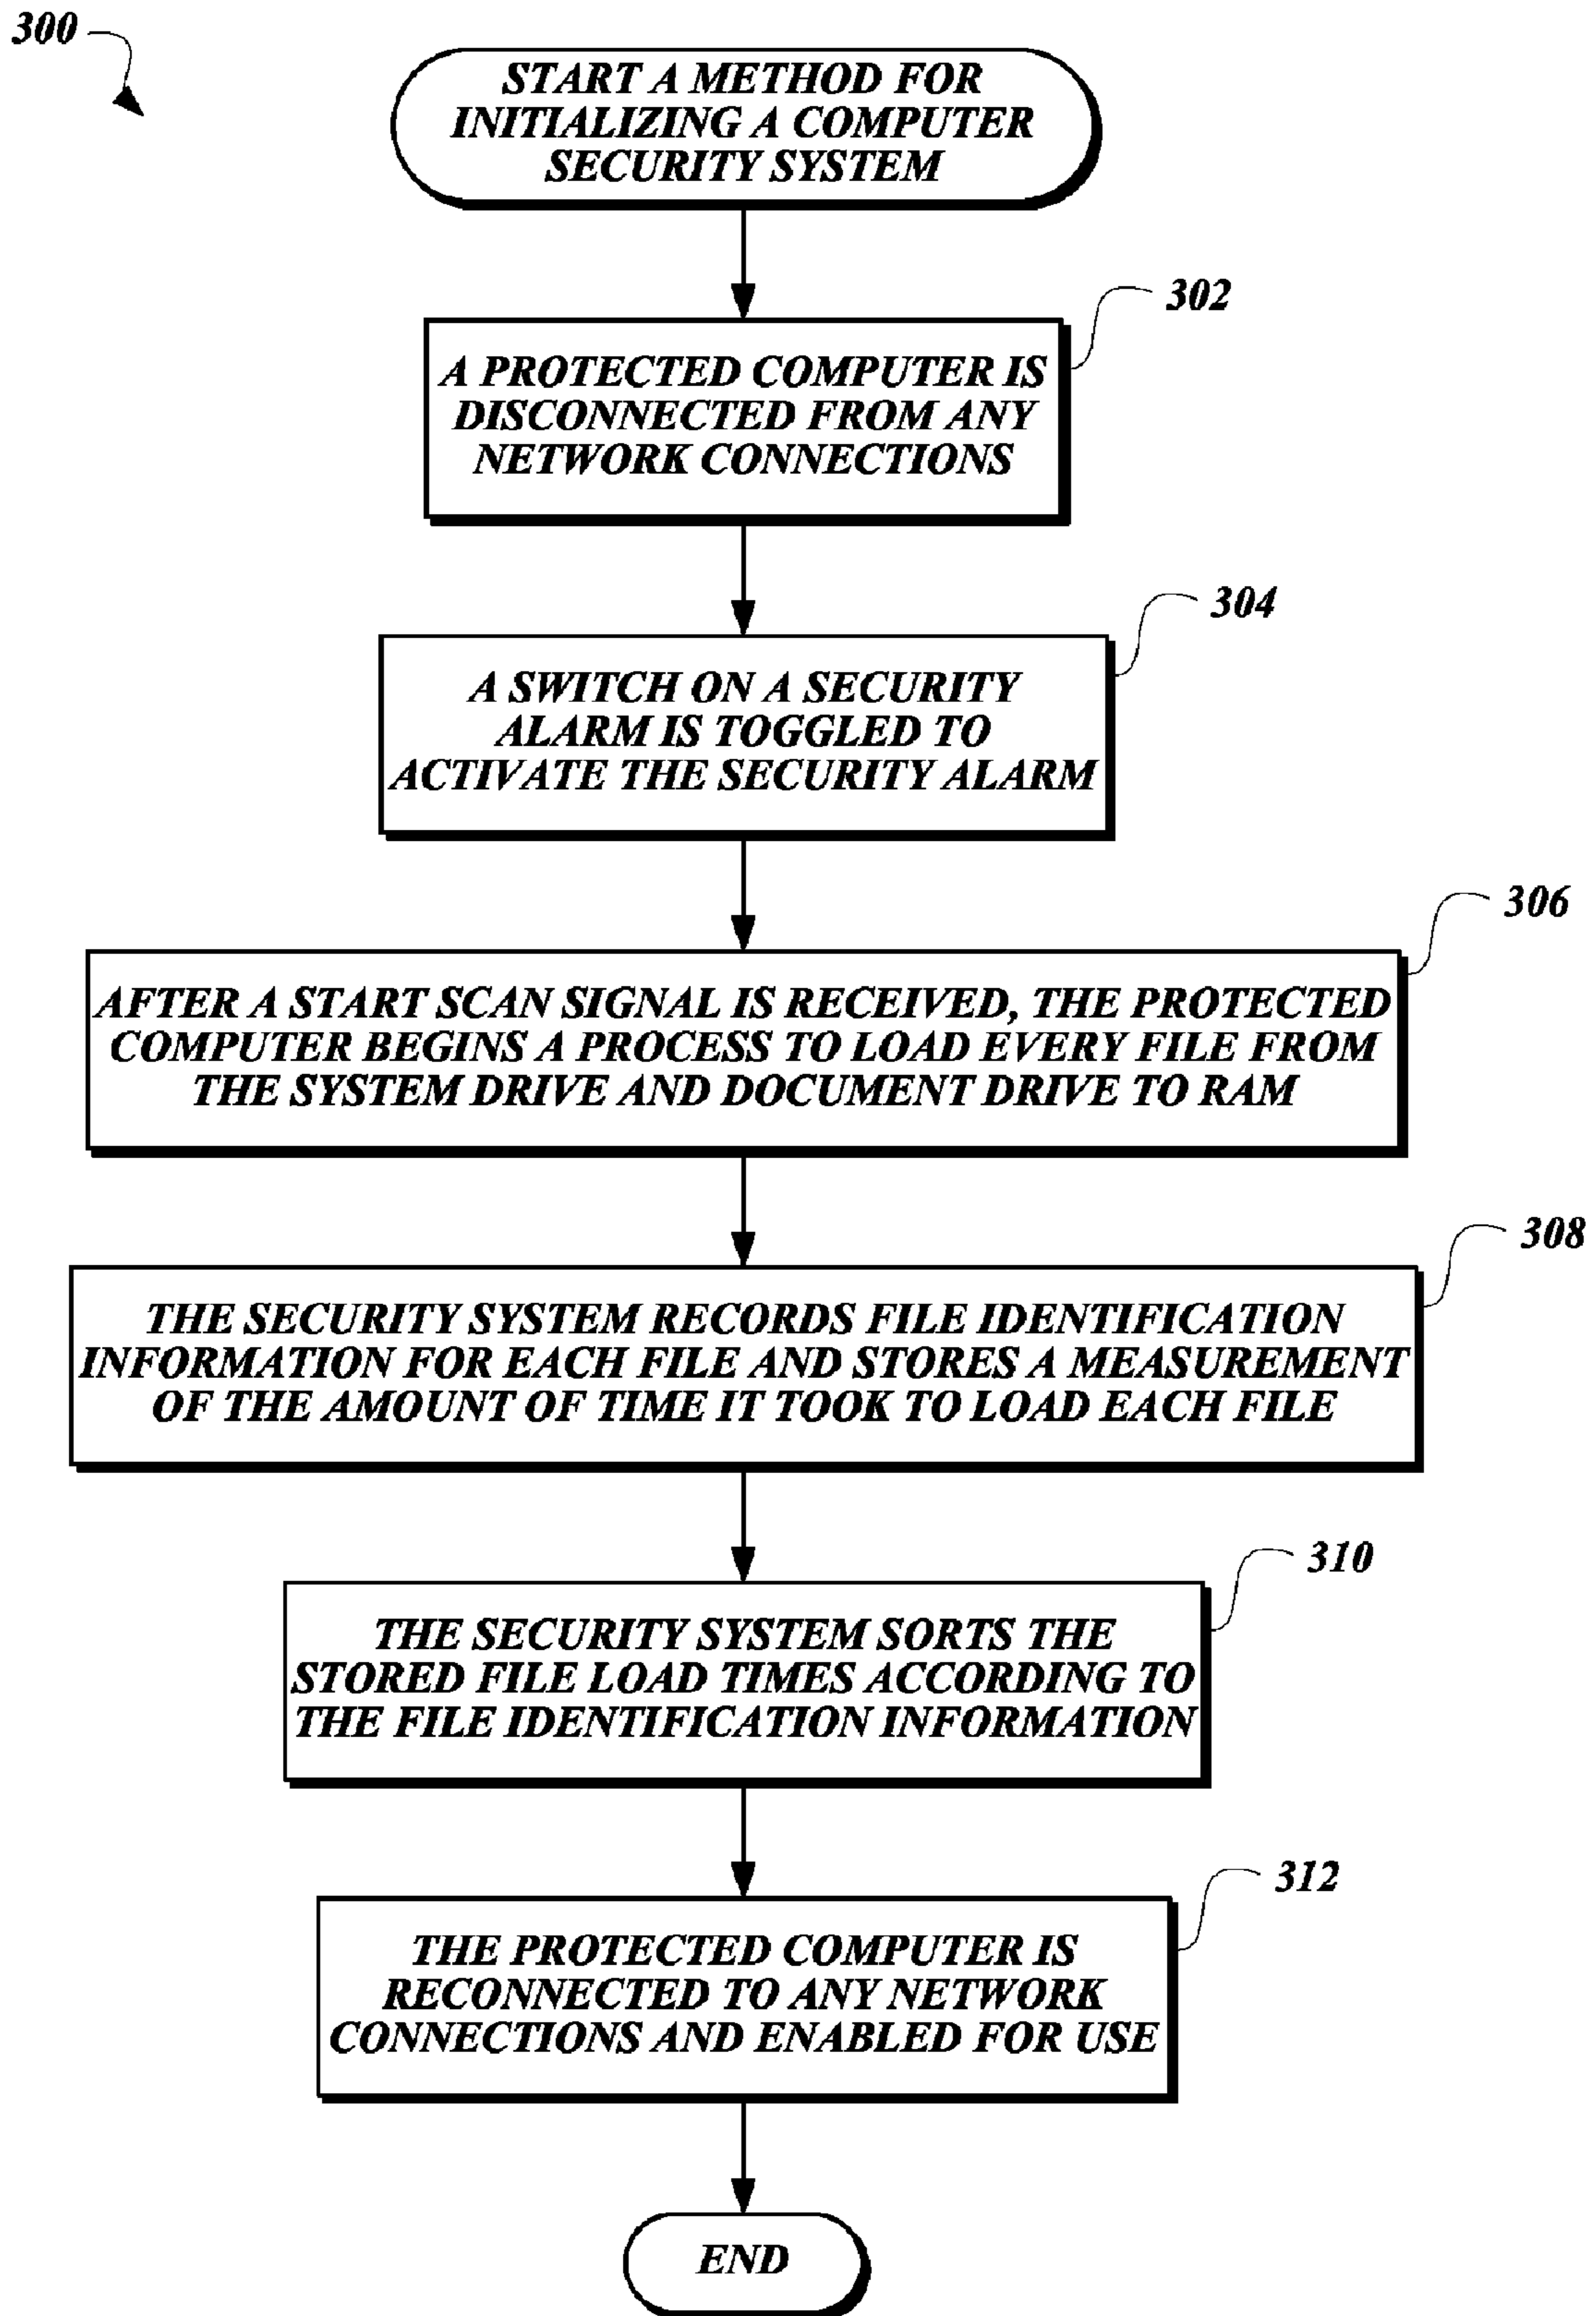 300
START A METHOD FOR
INITIALIZING A COMPUTER
SECURITY SYSTEM
302
A PROTECTED COMPUTER IS
DISCONNECTED FROM ANY
NETWORK CONNECTIONS
304
A SWITCH ON A SECURITY
ALARM IS TOGGLED TO
ACTIVATE THE SECURITY ALARM
306
AFTER A START SCAN SIGNAL IS RECEIVED, THE PROTECTED
COMPUTER BEGINS A PROCESS TO LOAD EVERY FILE FROM
THE SYSTEM DRIVE AND DOCUMENT DRIVE TO RAM
308
THE SECURITY SYSTEM RECORDS FILE IDENTIFICATION
INFORMATION FOR EACH FILE AND STORES A MEASUREMENT
OF THE AMOUNT OF TIME IT TOOK TO LOAD EACH FILE
310
THE SECURITY SYSTEM SORTS THE
STORED FILE LOAD TIMES ACCORDING TO
THE FILE IDENTIFICATION INFORMATION
312
THE PROTECTED COMPUTER IS
RECONNECTED TO ANY NETWORK
CONNECTIONS AND ENABLED FOR USE
END